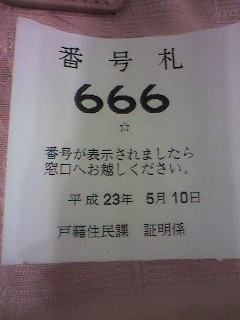 番号札
666
☆
番号が表示されましたら
窓口へお越しください。
平成23年 5月10日
戸籍住民課 証明係